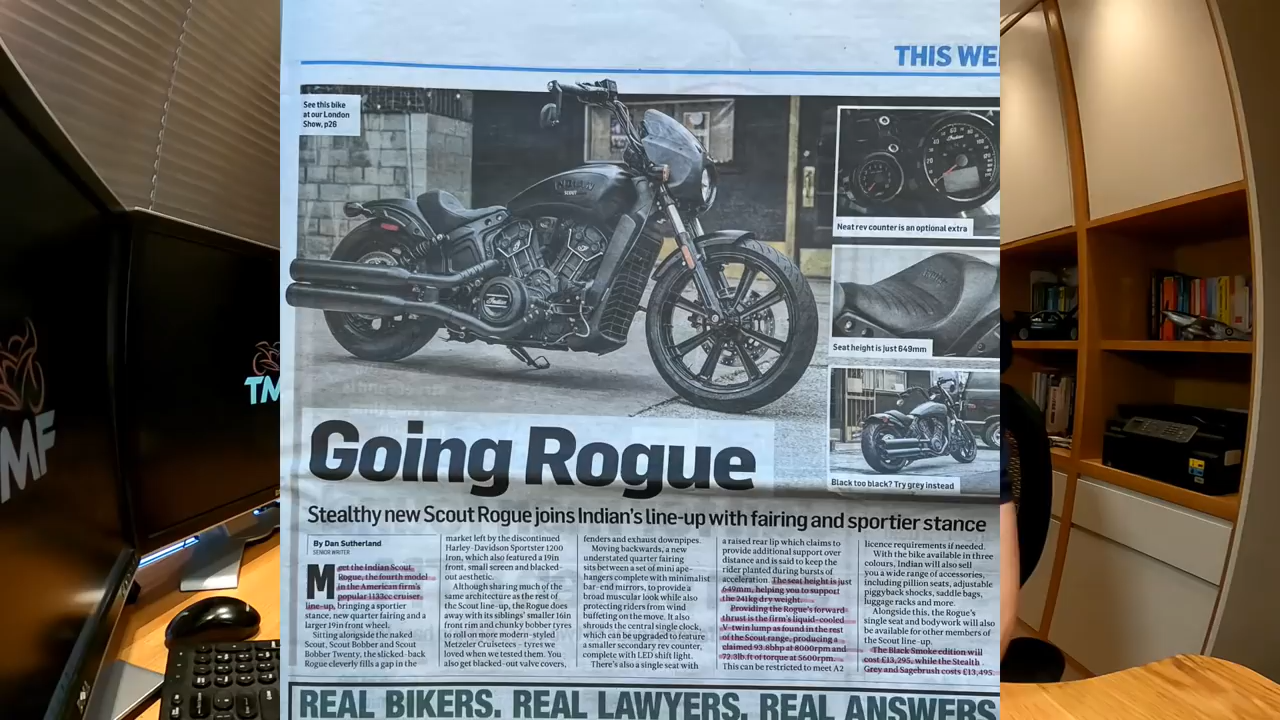 THIS WE
See this bike
at our London
Show, p26
Neat rev counter is an optional extra
Seat height is just 649mm
Black too black? Try grey instead
INDIAN
SCOUT
Going Rogue
Stealthy new Scout Rogue joins Indian's line-up with fairing and sportier stance
By Dan Sutherland
SENIOR WRITER
Meet the Indian Scout
Rogue, the fourth model
in the American firm's
popular 1133cc cruiser
line-up, bringing a sportier
stance, new quarter fairing and
a larger 19in front wheel.
Sitting alongside the naked
Scout, Scout Bobber and Scout
Bobber Twenty, the slicked-back
Rogue cleverly fills a gap in the
market left by the discontinued
Harley-Davidson Sportster 1200
Iron, which also featured a 19in
front, small screen and blacked-
out aesthetic.
Although sharing much of the
same architecture as the rest of
the Scout line-up, the Rogue does
away with its siblings' smaller 16in
front rim and chunky bobber tyres
to roll on more modern-styled
Metzeler Cruisetecs – tyres we
loved when we tested them. You
also get blacked-out valve covers,
fenders and exhaust downpipes.
Moving backwards, a new
understated quarter fairing
sits between a set of mini ape-
hangers complete with minimalist
bar-end mirrors, to provide a
broad muscular look while also
protecting riders from wind
buffeting on the move. It also
shrouds the central single clock,
which can be upgraded to feature
a smaller secondary rev counter,
complete with LED shift light.
There's also a single seat with
a raised rear lip which claims to
provide additional support over
distance and is said to keep the
rider planted during bursts of
acceleration. The seat height is just
649mm, helping you to support
the 241kg dry weight.
Providing the Rogue's forward
thrust is the firm's liquid-cooled
V-twin lump as found in the rest
of the Scout range, producing a
claimed 93.8bhp at 8000rpm and
72.3lb.ft of torque at 5600rpm.
This can be restricted to meet A2
licence requirements if needed.
With the bike available in three
colours, Indian will also sell
you a wide range of accessories,
including pillion seats, adjustable
piggyback shocks, saddle bags,
luggage racks and more.
Alongside this, the Rogue's
single seat and bodywork will also
be available for other members of
the Scout line-up.
The Black Smoke edition will
cost £13,295, while the Stealth
Grey and Sagebrush costs £13,495.
REAL BIKERS. REAL LAWYERS. REAL ANSWERS
MF
TM